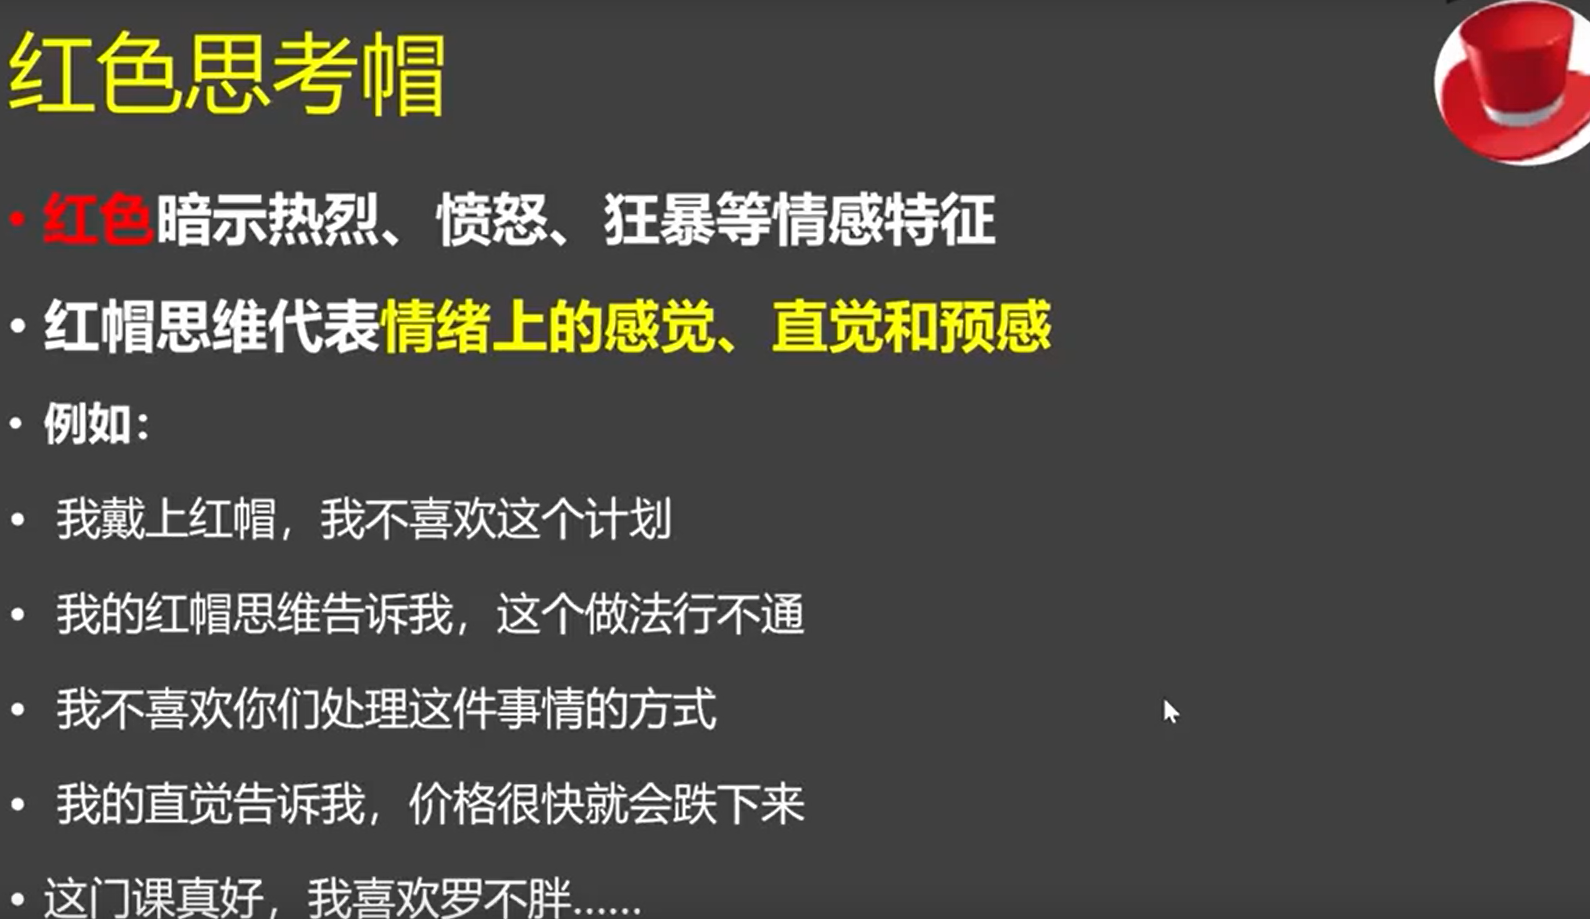 红色思考帽
• 红色暗示热烈、愤怒、狂暴等情感特征
• 红帽思维代表情绪上的感觉、直觉和预感
• 例如：
• 我戴上红帽，我不喜欢这个计划
• 我的红帽思维告诉我，这个做法行不通
• 我不喜欢你们处理这件事情的方式
• 我的直觉告诉我，价格很快就会跌下来
• 这门课真好，我喜欢罗不胖......